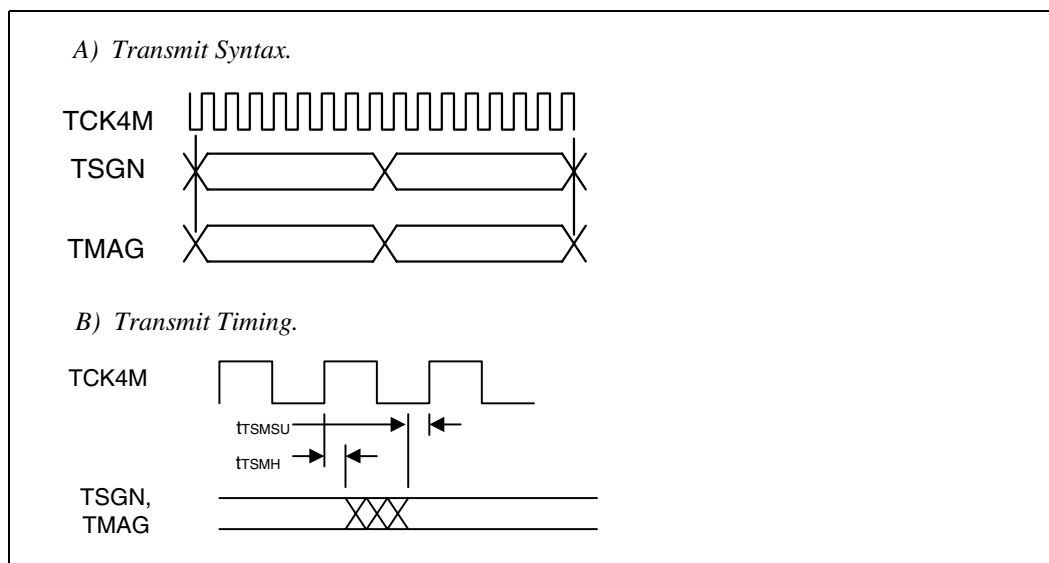 A) Transmit Syntax.
TCK4M
TSGN
TMAG
B) Transmit Timing.
TCK4M
tTSMSU
tTSMH
TSGN,
TMAG